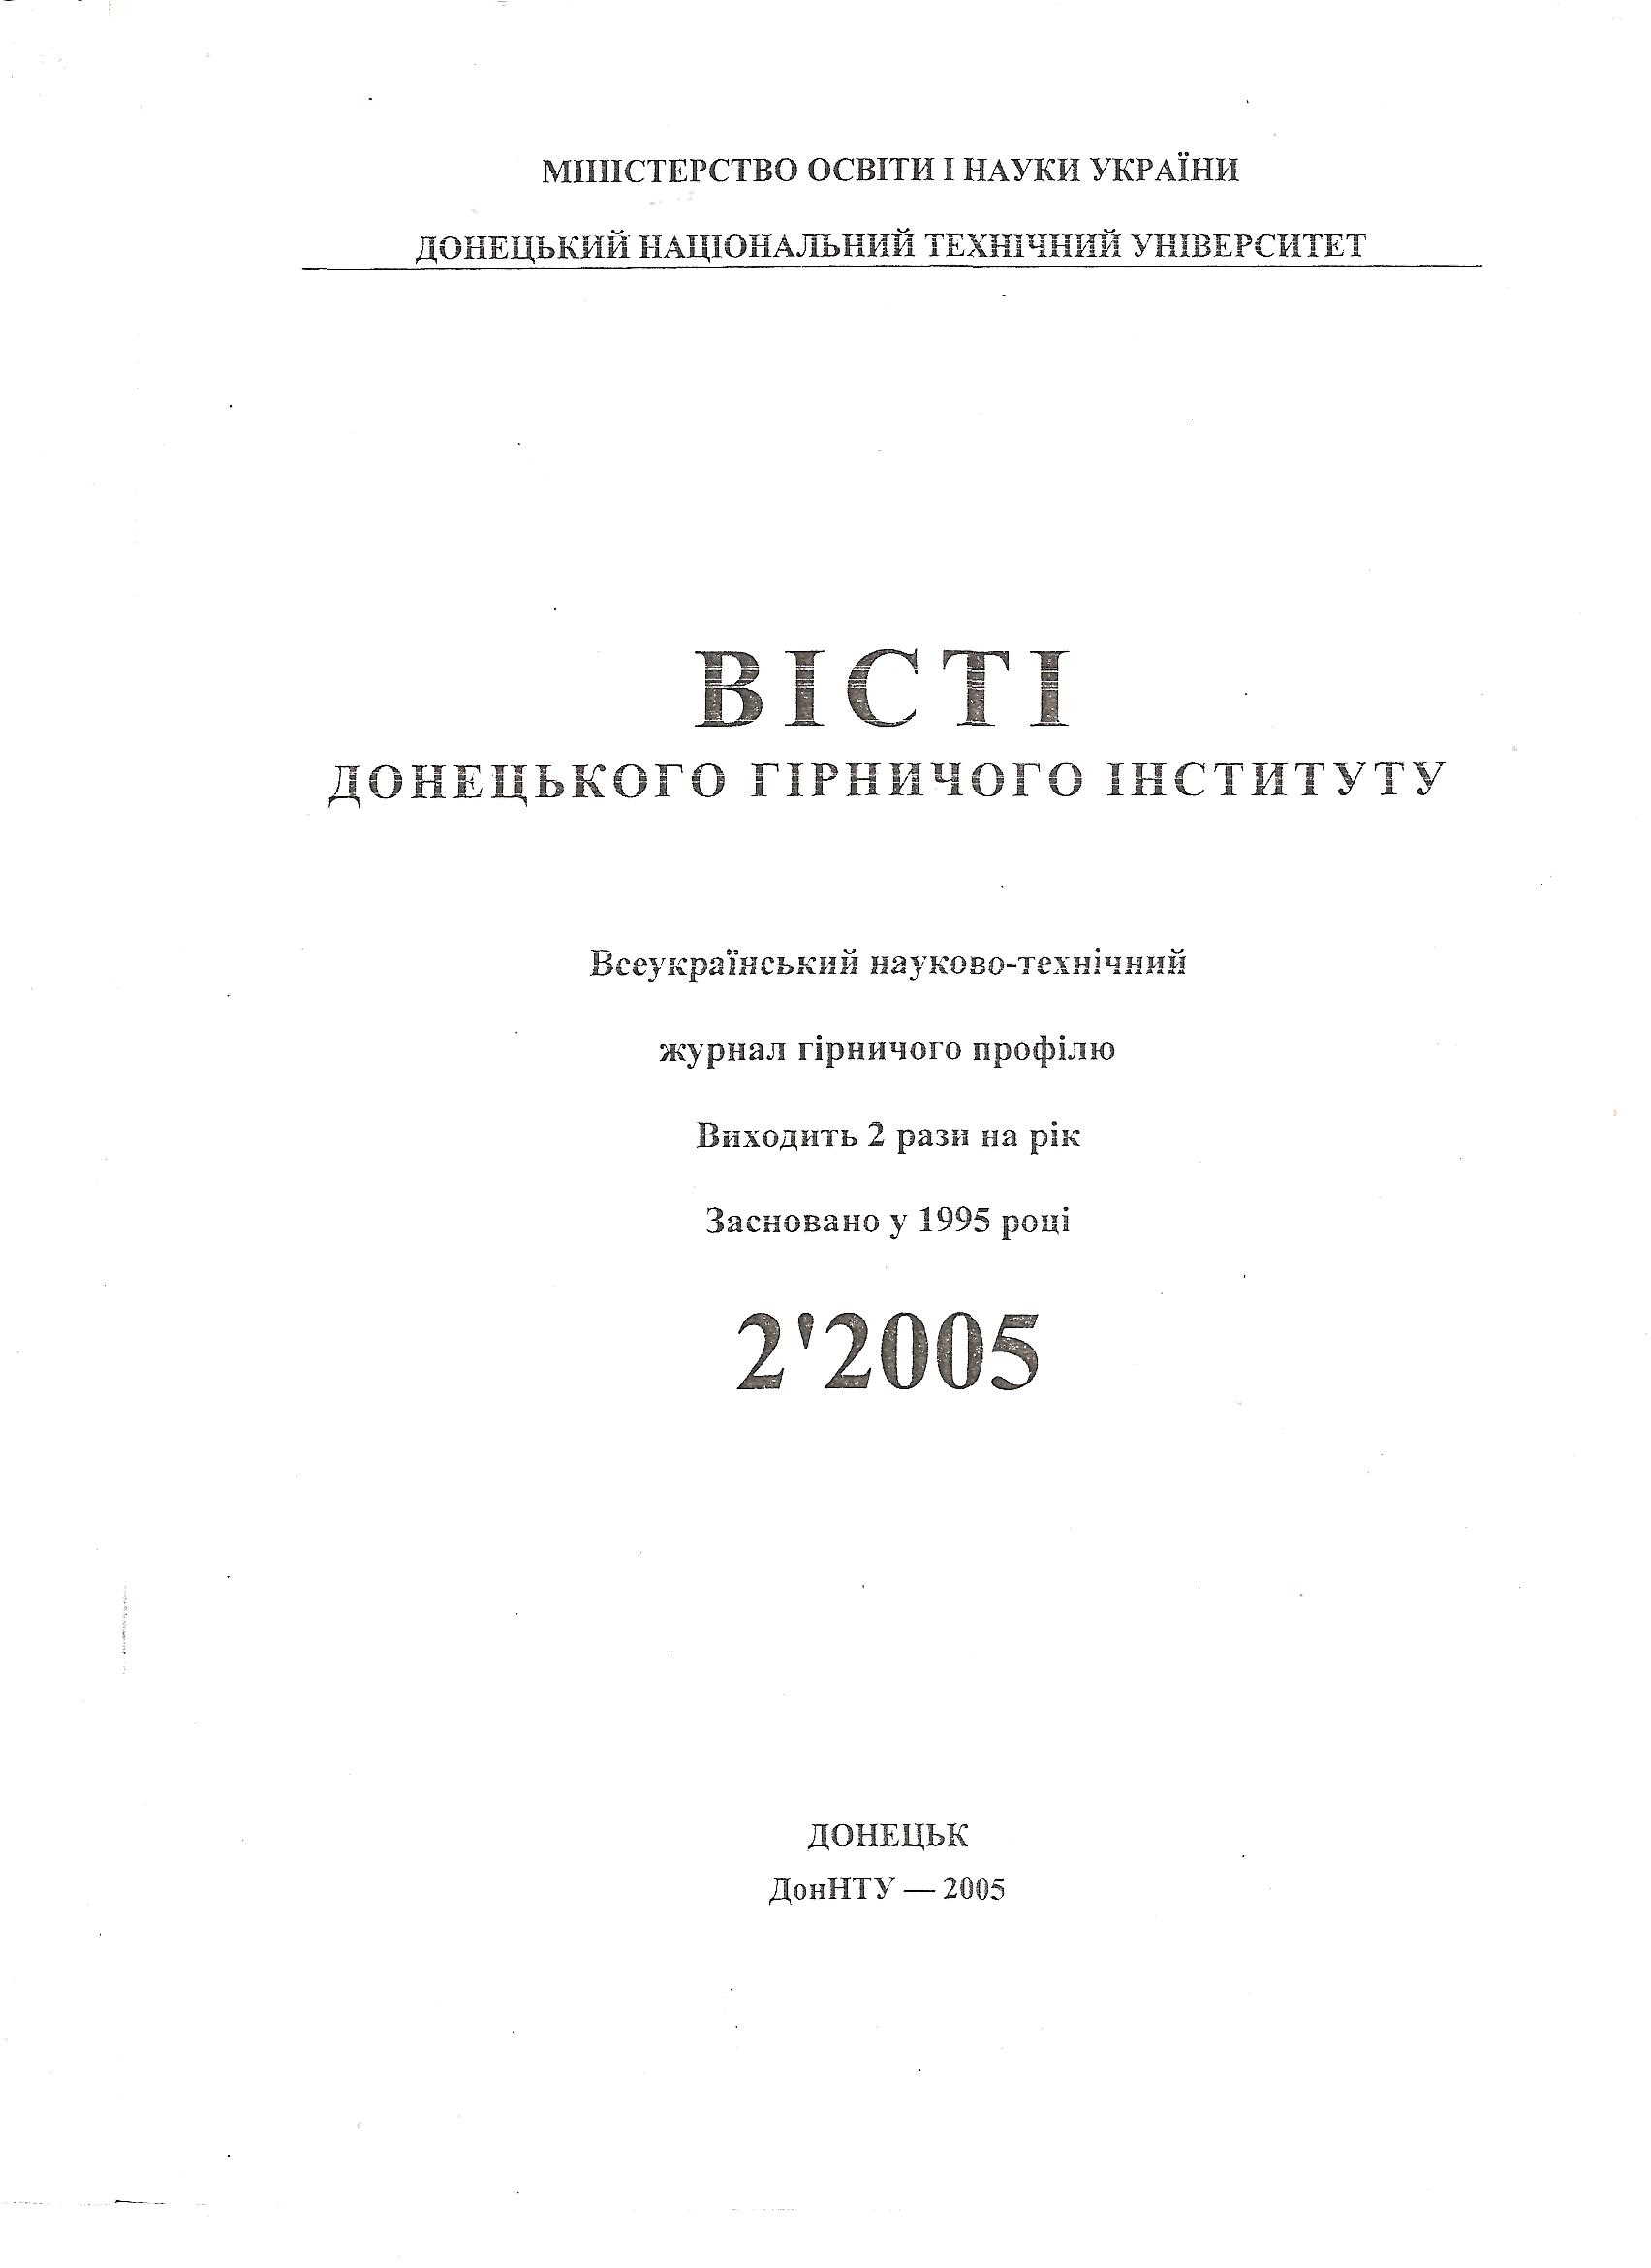 МІНІСТЕРСТВО ОСВІТИ І НАУКИ УКРАЇНИ
ДОНЕЦЬКИЙ НАЦІОНАЛЬНИЙ ТЕХНІЧНИЙ УНІВЕРСИТЕТ
ВІСТІ
ДОНЕЦЬКОГО ГІРНИЧОГО ІНСТИТУТУ
Всеукраїнський науково-технічний
журнал гірничого профілю
Виходить 2 рази на рік
Засновано у 1995 році
2'2005
ДОНЕЦЬК
ДонНТУ — 2005